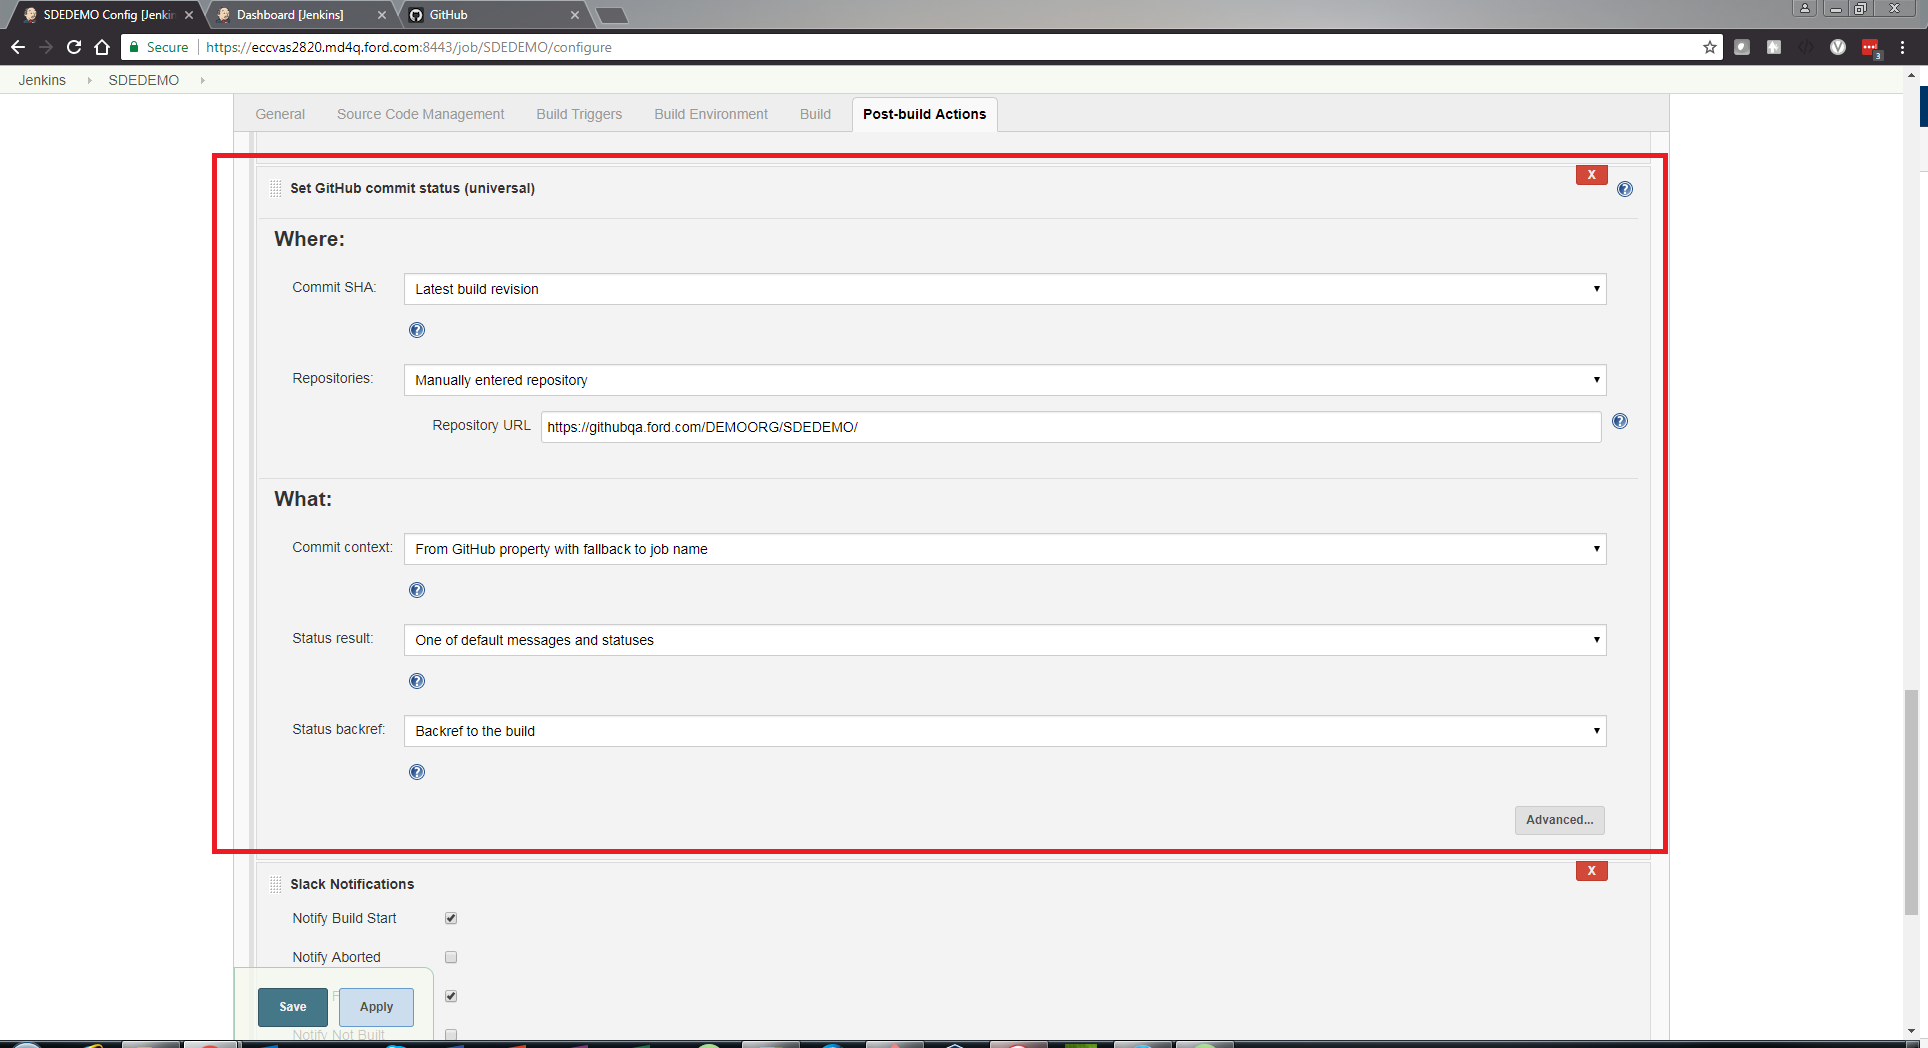 SDEDEMO Config [Jenkin
Dashboard [Jenkins]
GitHub
Secure
https://eccvas2820.md4q.ford.com:8443/job/SDEDEMO/configure
3
Jenkins
SDEDEMO
General
Source Code Management
Build Triggers
Build Environment
Build
Post-build Actions
Set GitHub commit status (universal)
X
?
Where:
Commit SHA:
Latest build revision
?
Repositories:
Manually entered repository
Repository URL
https://githubqa.ford.com/DEMOORG/SDEDEMO/
?
What:
Commit context:
From GitHub property with fallback to job name
?
Status result:
One of default messages and statuses
?
Status backref:
Backref to the build
?
Advanced...
X
Slack Notifications
Notify Build Start
Notify Aborted
Save
Apply
Notify Not Built